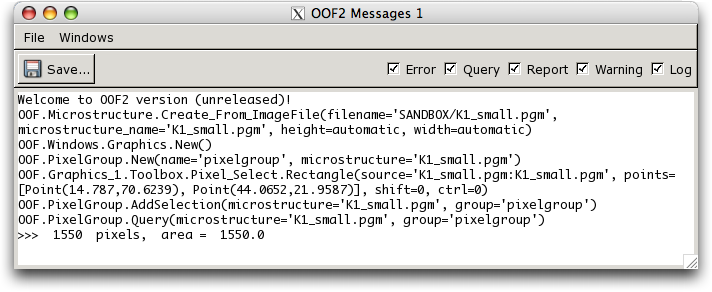 OOF2 Messages 1
File Windows
Save... Error Query Report Warning Log
Welcome to OOF2 version (unreleased)!
OOF.Microstructure.Create_From_ImageFile(filename='SANDBOX/K1_small.pgm',
microstructure_name='K1_small.pgm', height=automatic, width=automatic)
OOF.Windows.Graphics.New()
OOF.PixelGroup.New(name='pixelgroup', microstructure='K1_small.pgm')
OOF.Graphics_1.Toolbox.Pixel_Select.Rectangle(source='K1_small.pgm:K1_small.pgm', points=
[Point(14.787,70.6239), Point(44.0652,21.9587)], shift=0, ctrl=0)
OOF.PixelGroup.AddSelection(microstructure='K1_small.pgm', group='pixelgroup')
OOF.PixelGroup.Query(microstructure='K1_small.pgm', group='pixelgroup')
>>> 1550 pixels, area = 1550.0